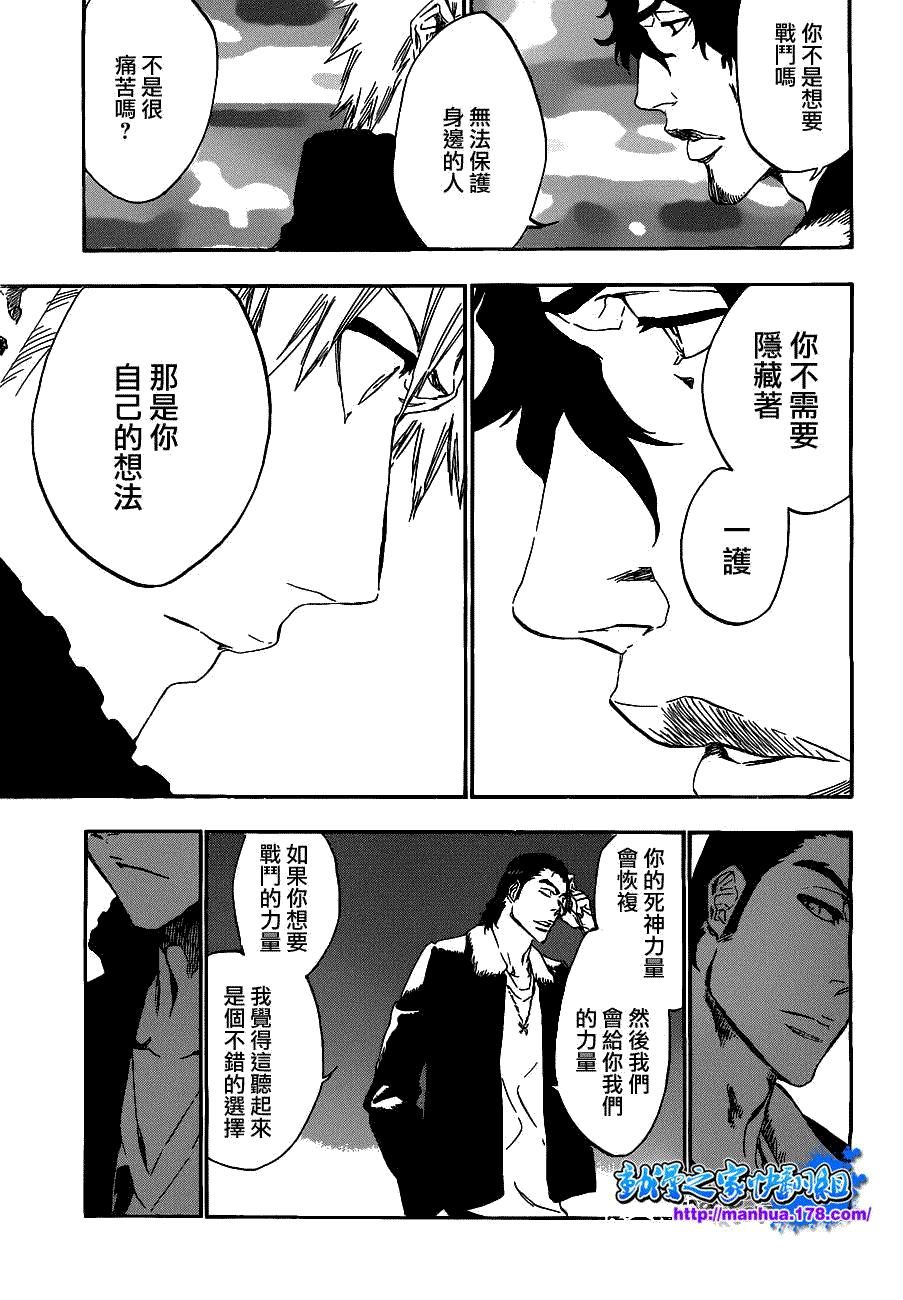 你不是想要
戰鬥嗎
無法保護
身邊的人
不是很
痛苦嗎?
你不需要
隱藏著
一護
那是你
自己的想法
你的死神力量
會恢複
然後我們
會給你我們
的力量
如果你想要
戰鬥的力量
我覺得這聽起來
是個不錯的選擇
動漫之家汉化组
http://manhua.178.com/